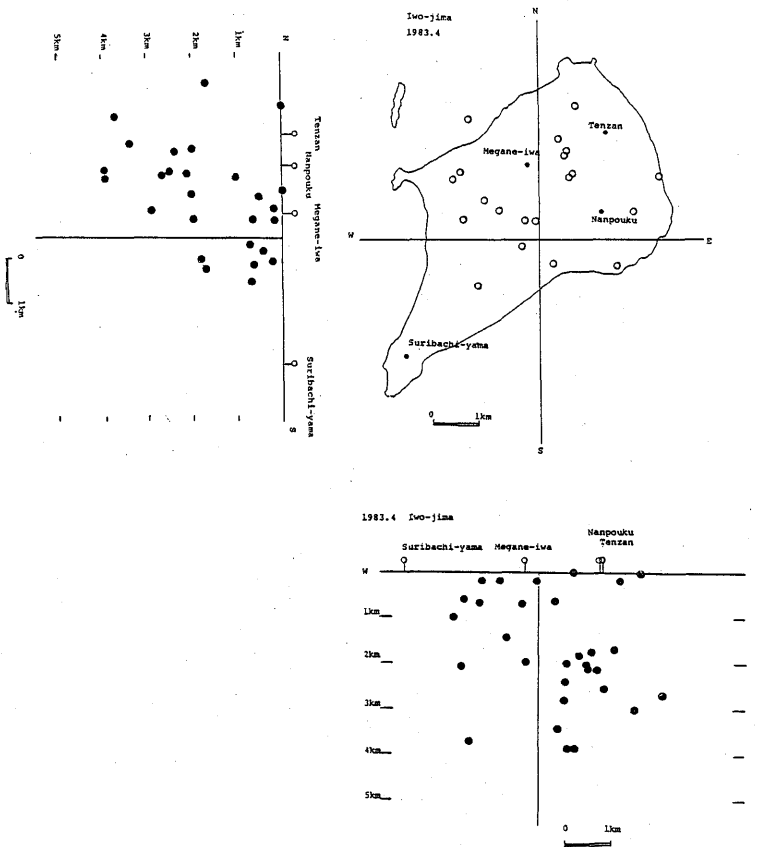 Iwo-jima
1983.4
N
Tenzan
Megane-iwa
Nanpouku
W
E
Suribachi-yama
0 1km
S
5km
4km
3km
2km
1km
N
Tenzan
Nanpouku
Megane-iwa
Suribachi-yama
S
0 1km
1983.4 Iwo-jima
Nanpouku
Suribachi-yama Megane-iwa Tenzan
W
1km
2km
3km
4km
5km
0 1km